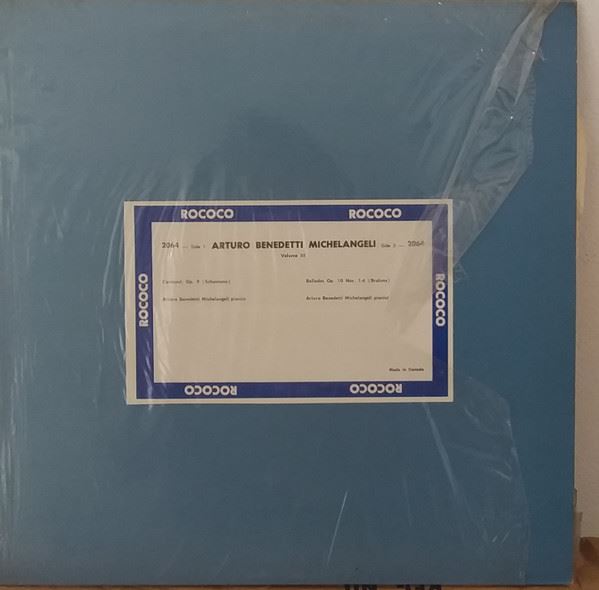 ROCOCO ROCOCO
2064 — Side 1 ARTURO BENEDETTI MICHELANGELI Side 2 — 2064
Volume III
Carnaval, Op. 9 (Schumann)
Arturo Benedetti Michelangeli pianist
Ballades Op. 10 Nos. 1-4 (Brahms)
Arturo Benedetti Michelangeli pianist
ROCOCO
ROCOCO
Made in Canada
ROCOCO ROCOCO